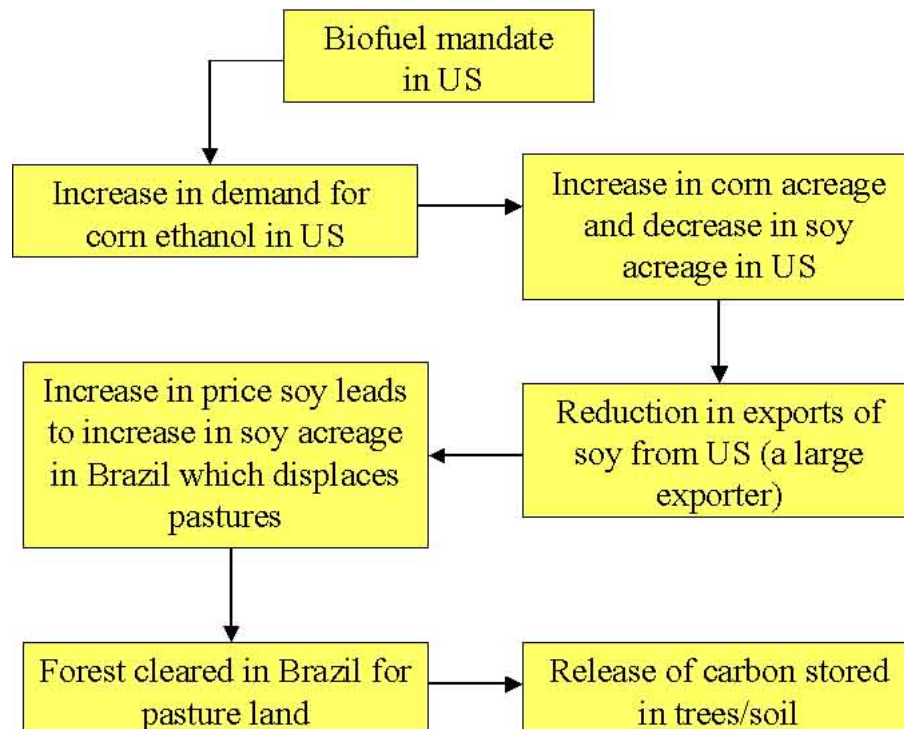 Biofuel mandate
in US
Increase in demand for
corn ethanol in US
Increase in corn acreage
and decrease in soy
acreage in US
Reduction in exports of
soy from US (a large
exporter)
Increase in price soy leads
to increase in soy acreage
in Brazil which displaces
pastures
Forest cleared in Brazil for
pasture land
Release of carbon stored
in trees/soil